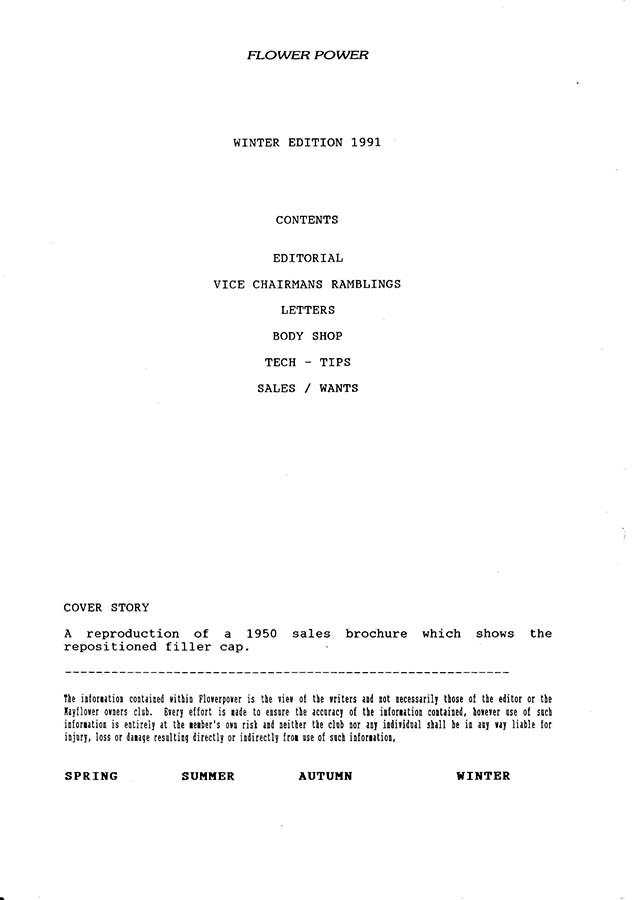 FLOWER POWER
WINTER EDITION 1991
CONTENTS
EDITORIAL
VICE CHAIRMANS RAMBLINGS
LETTERS
BODY SHOP
TECH - TIPS
SALES / WANTS
COVER STORY
A reproduction of a 1950 sales brochure which shows the
repositioned filler cap.
---------------------------------------------------------
The information contained within Flowerpower is the view of the writers and not necessarily those of the editor or the
Mayflower owners club. Every effort is made to ensure the accuracy of the information contained, however use of such
information is entirely at the member's own risk and neither the club nor any individual shall be in any way liable for
injury, loss or damage resulting directly or indirectly from use of such information,
SPRING SUMMER AUTUMN WINTER